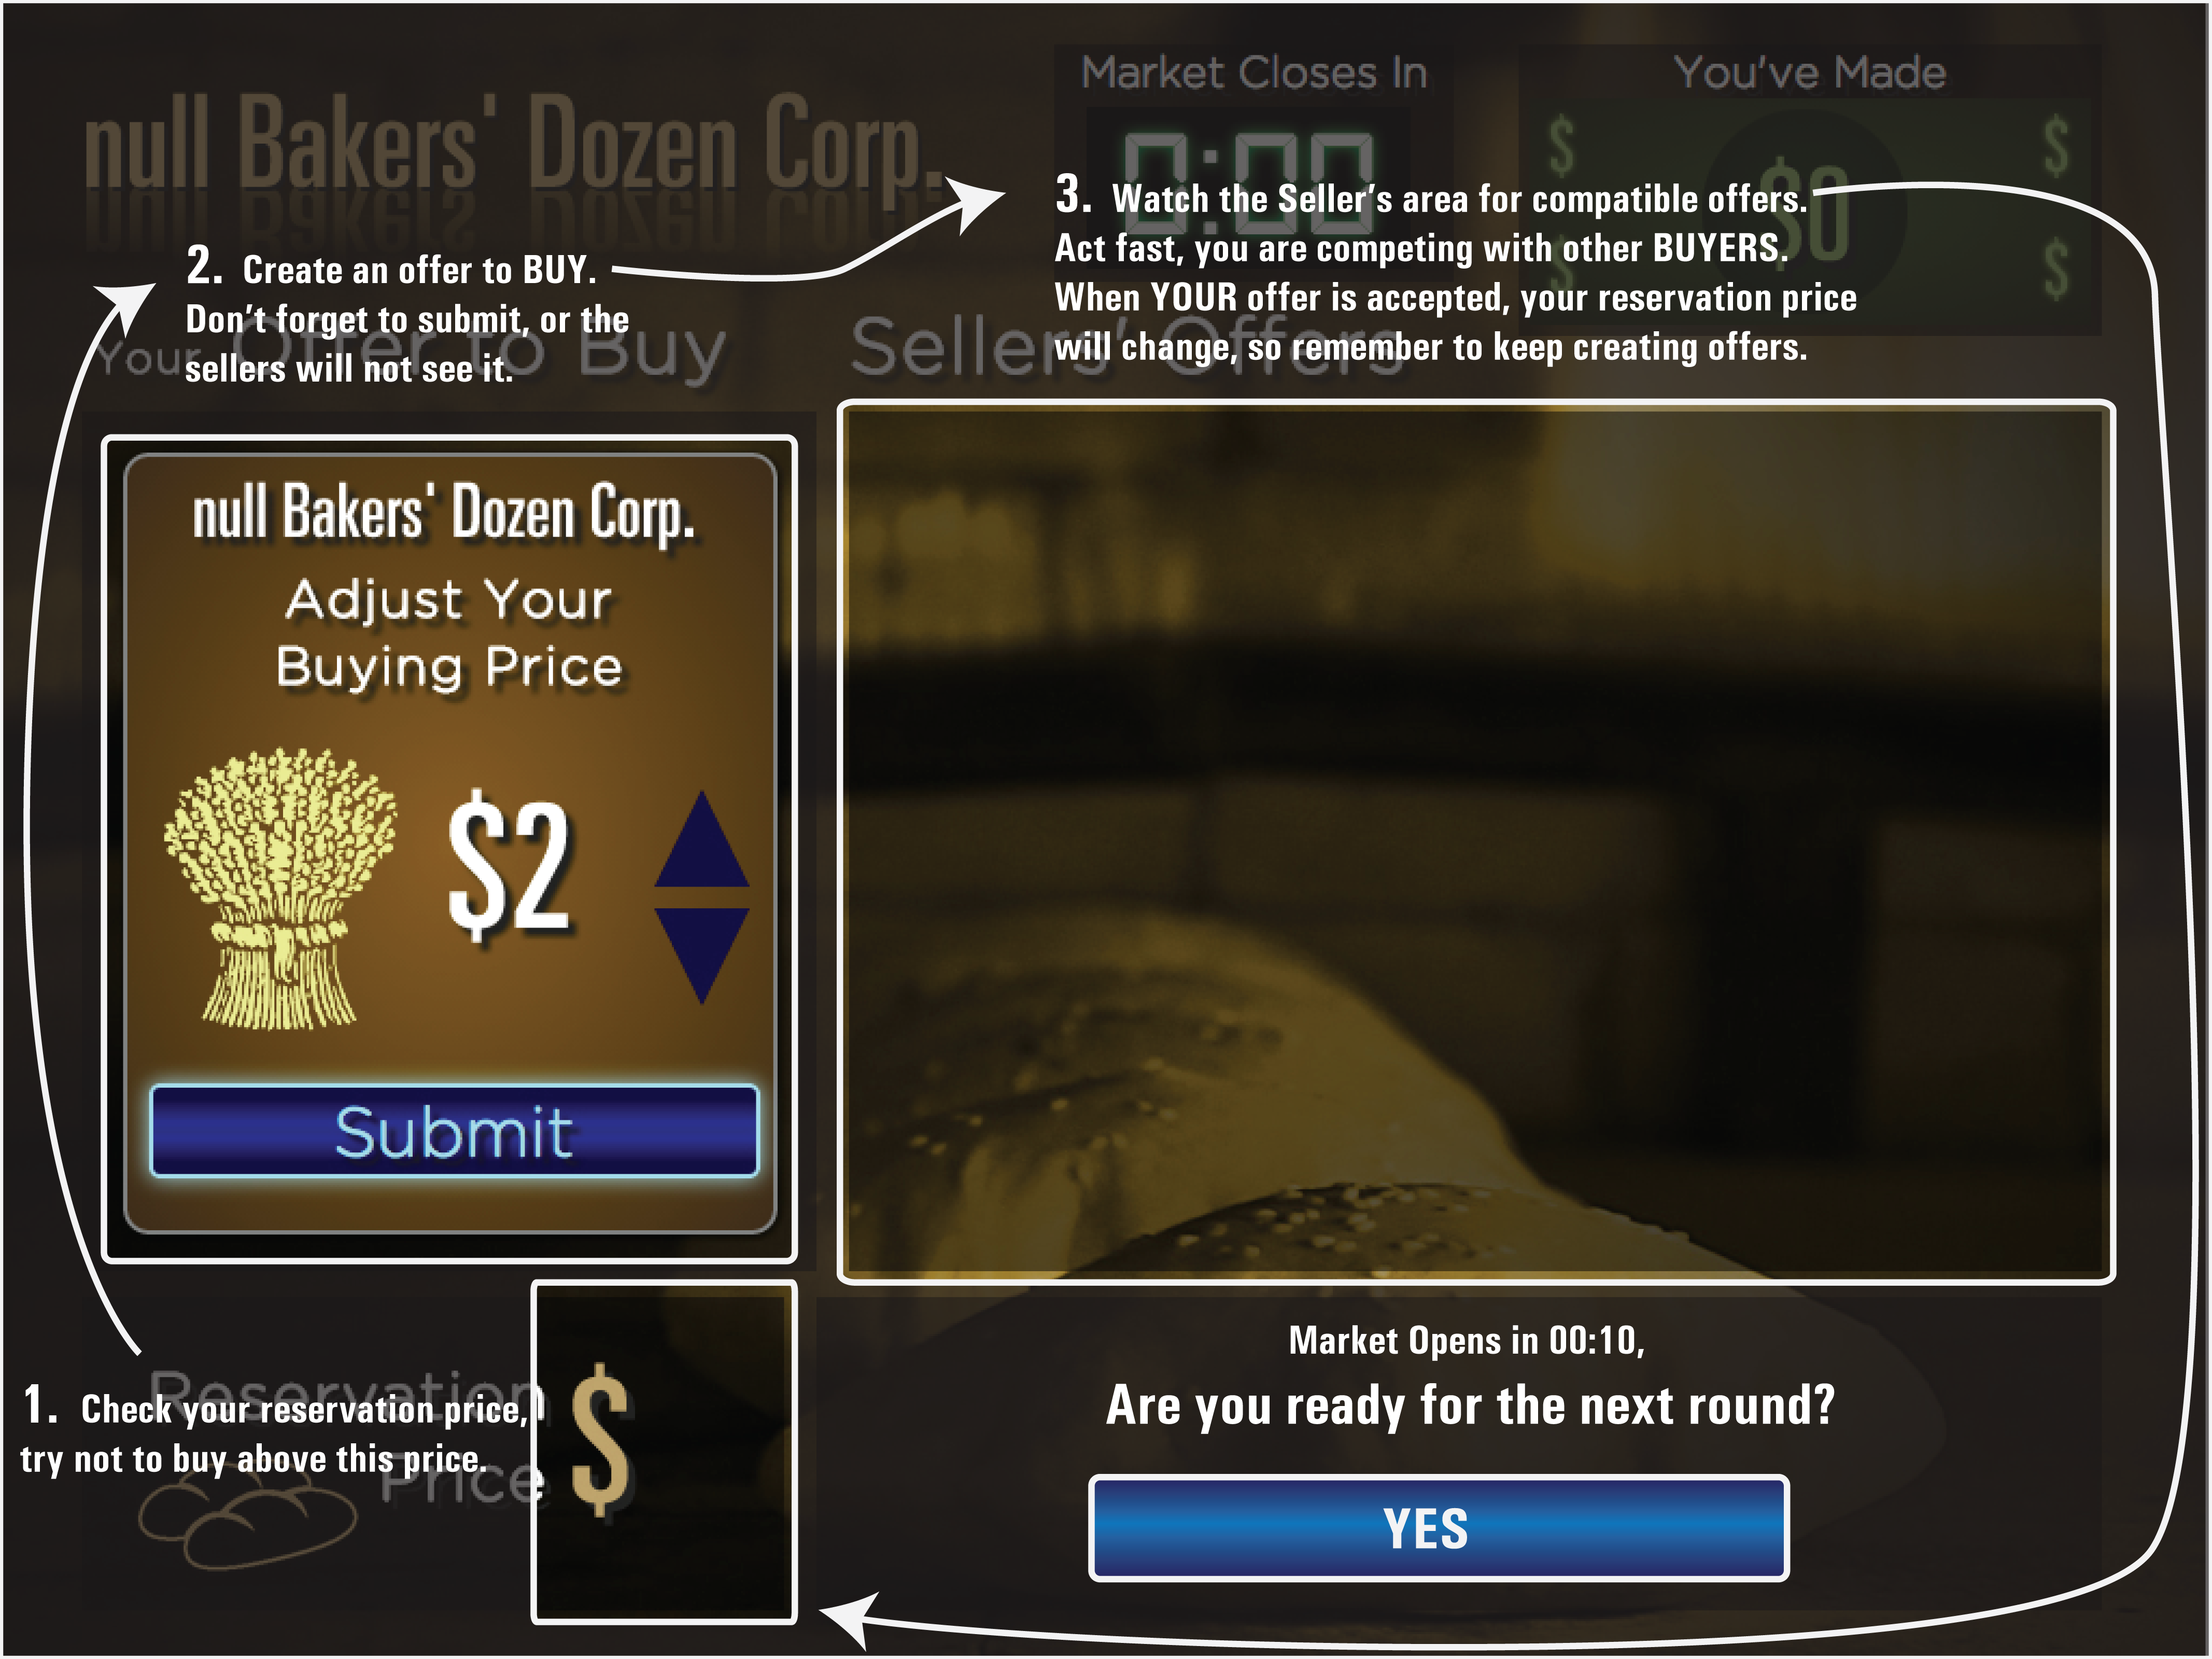 Market Closes In
You've Made
null Bakers' Dozen Corp.
0:00
$ $
$0
$ $
3. Watch the Seller's area for compatible offers.
Act fast, you are competing with other BUYERS.
When YOUR offer is accepted, your reservation price
will change, so remember to keep creating offers.
2. Create an offer to BUY.
Don't forget to submit, or the
sellers will not see it.
Your Offer to Buy
Sellers' Offers
null Bakers' Dozen Corp.
Adjust Your
Buying Price
$2
Submit
1. Check your reservation price,
try not to buy above this price.
Reservation
Price
$
Market Opens in 00:10,
Are you ready for the next round?
YES